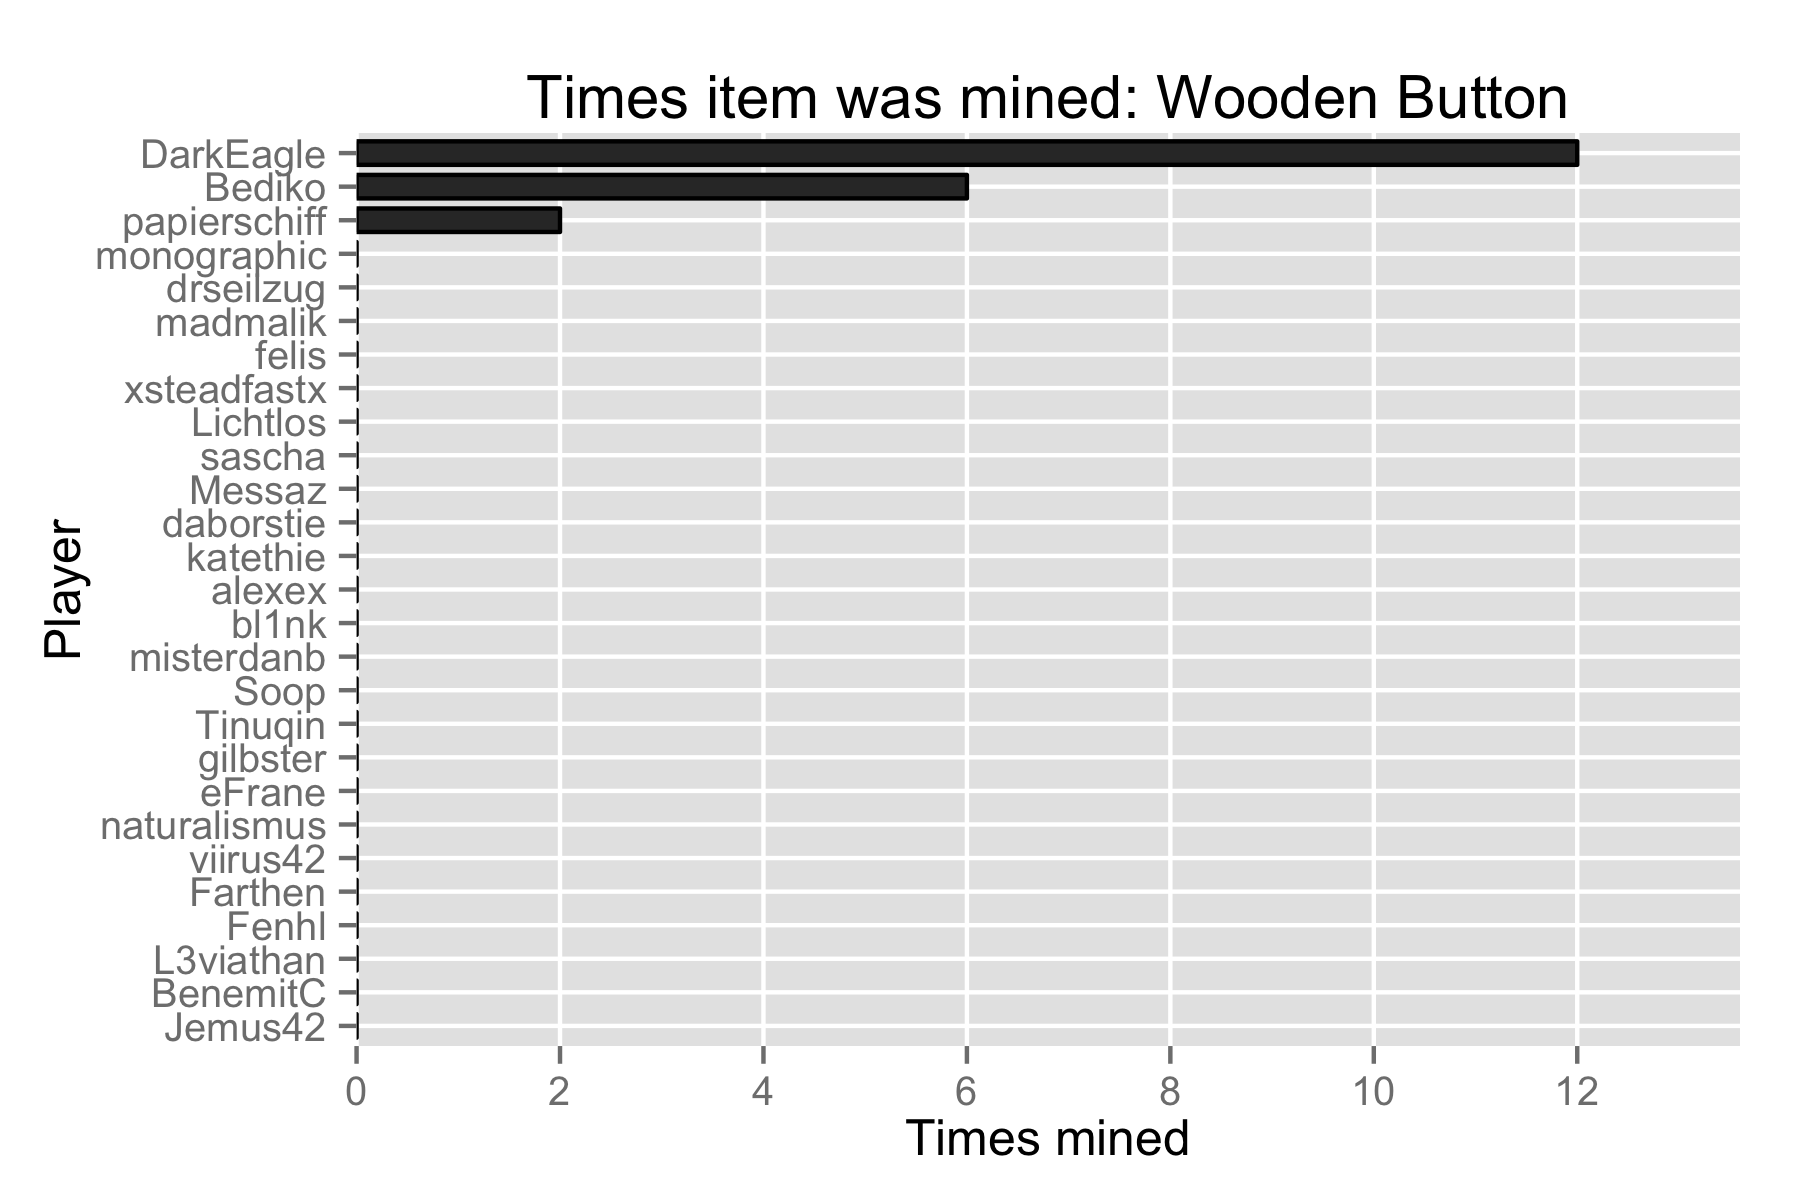 Times item was mined: Wooden Button
DarkEagle
Bediko
papierschiff
monographic
drseilzug
madmalik
felis
xsteadfastx
Lichtlos
sascha
Messaz
daborstie
katethie
alexex
bl1nk
misterdanb
Soop
Tinuqin
gilbster
eFrane
naturalismus
viirus42
Farthen
Fenhl
L3viathan
BenemitC
Jemus42
Player
0 2 4 6 8 10 12
Times mined